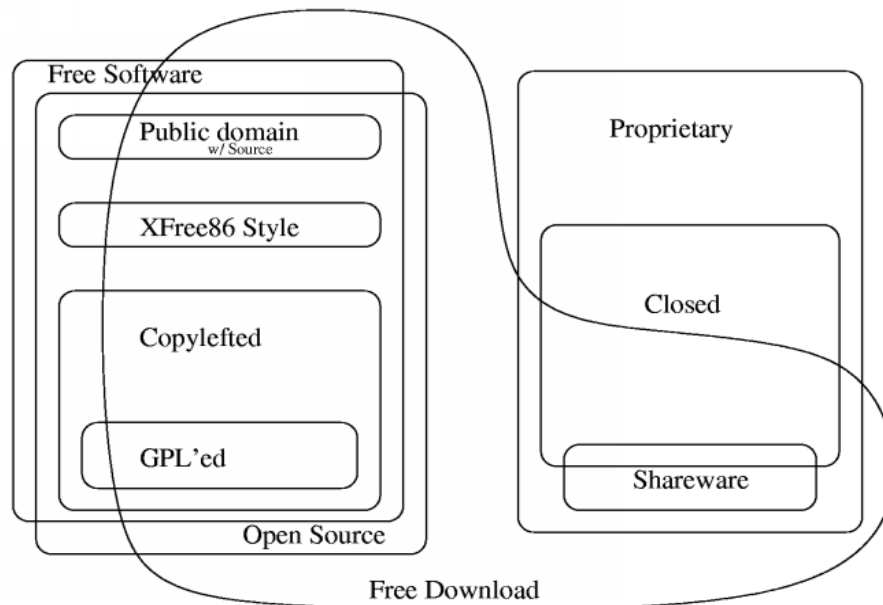 Free Software
Public domain
w/ Source
XFree86 Style
Copylefted
GPL'ed
Open Source
Proprietary
Closed
Shareware
Free Download